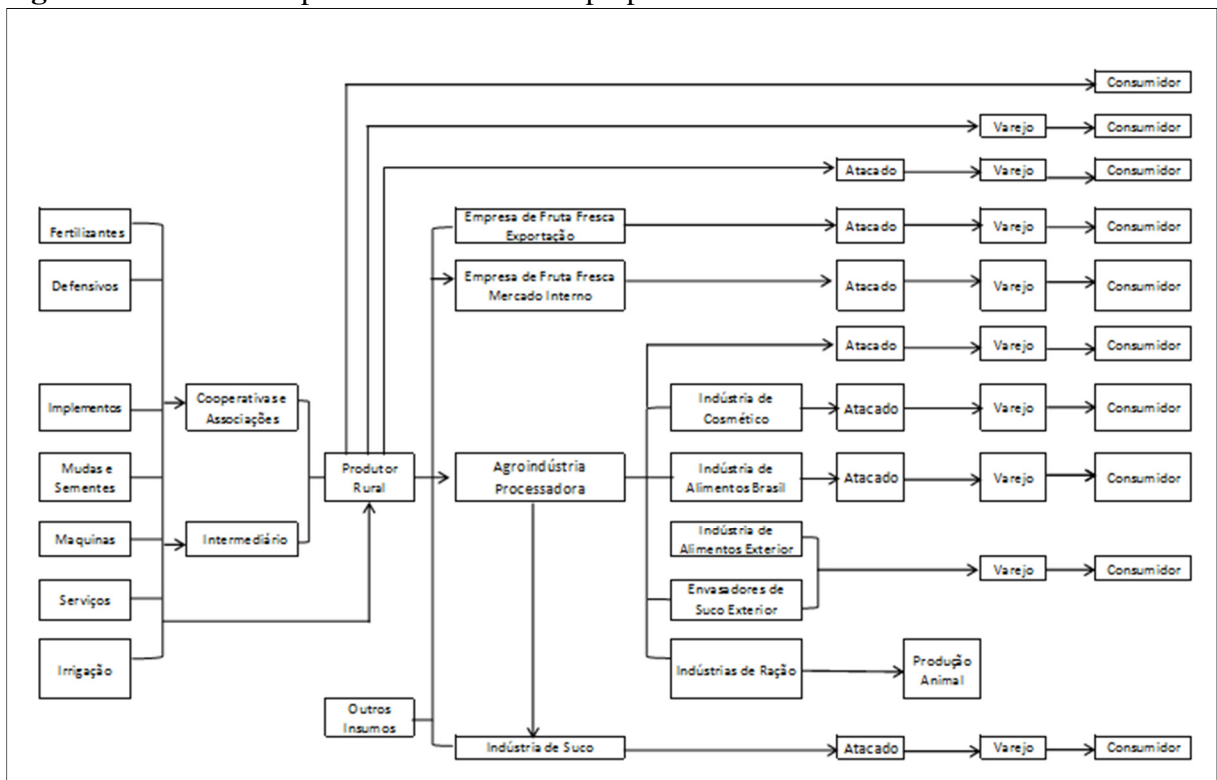 Consumidor
Varejo
Consumidor
Atacado
Varejo
Consumidor
Fertilizantes
Empresa de Fruta Fresca
Exportação
Atacado
Varejo
Consumidor
Defensivos
Empresa de Fruta Fresca
Mercado Interno
Atacado
Varejo
Consumidor
Atacado
Varejo
Consumidor
Implementos
Cooperativas e
Associações
Indústria de
Cosmético
Atacado
Varejo
Consumidor
Mudas e
Sementes
Produtor
Rural
Agroindústria
Processadora
Indústria de
Alimentos Brasil
Atacado
Varejo
Consumidor
Maquinas
Intermediário
Indústria de
Alimentos Exterior
Varejo
Consumidor
Serviços
Envasadores de
Suco Exterior
Irrigação
Indústrias de Ração
Produção
Animal
Outros
Insumos
Indústria de Suco
Atacado
Varejo
Consumidor